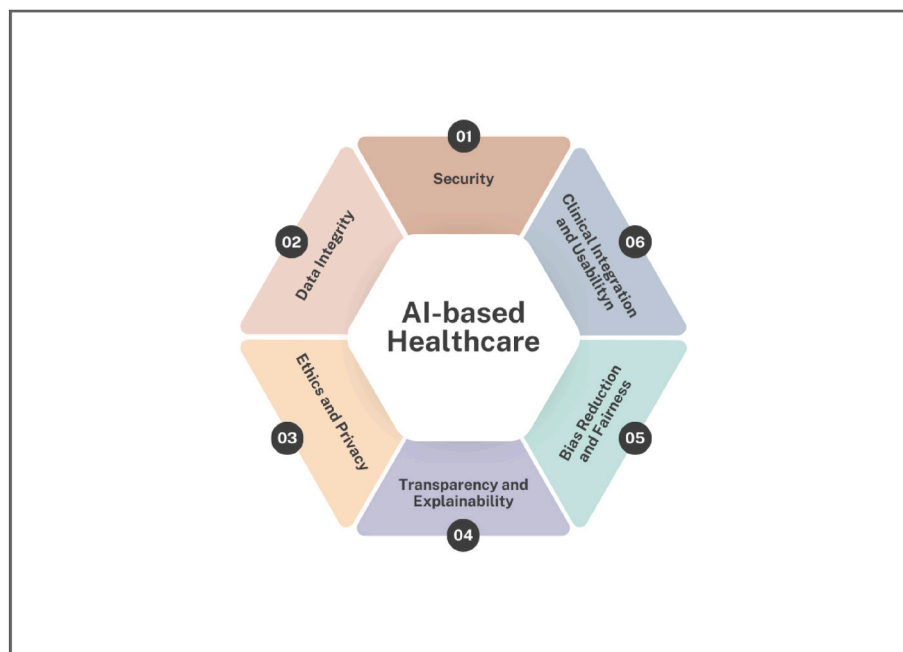 01
Security
02
Data Integrity
03
Ethics and Privacy
04
Transparency and
Explainability
05
Bias Reduction
and Fairness
06
Clinical Integration
and Usabilityn
AI-based
Healthcare